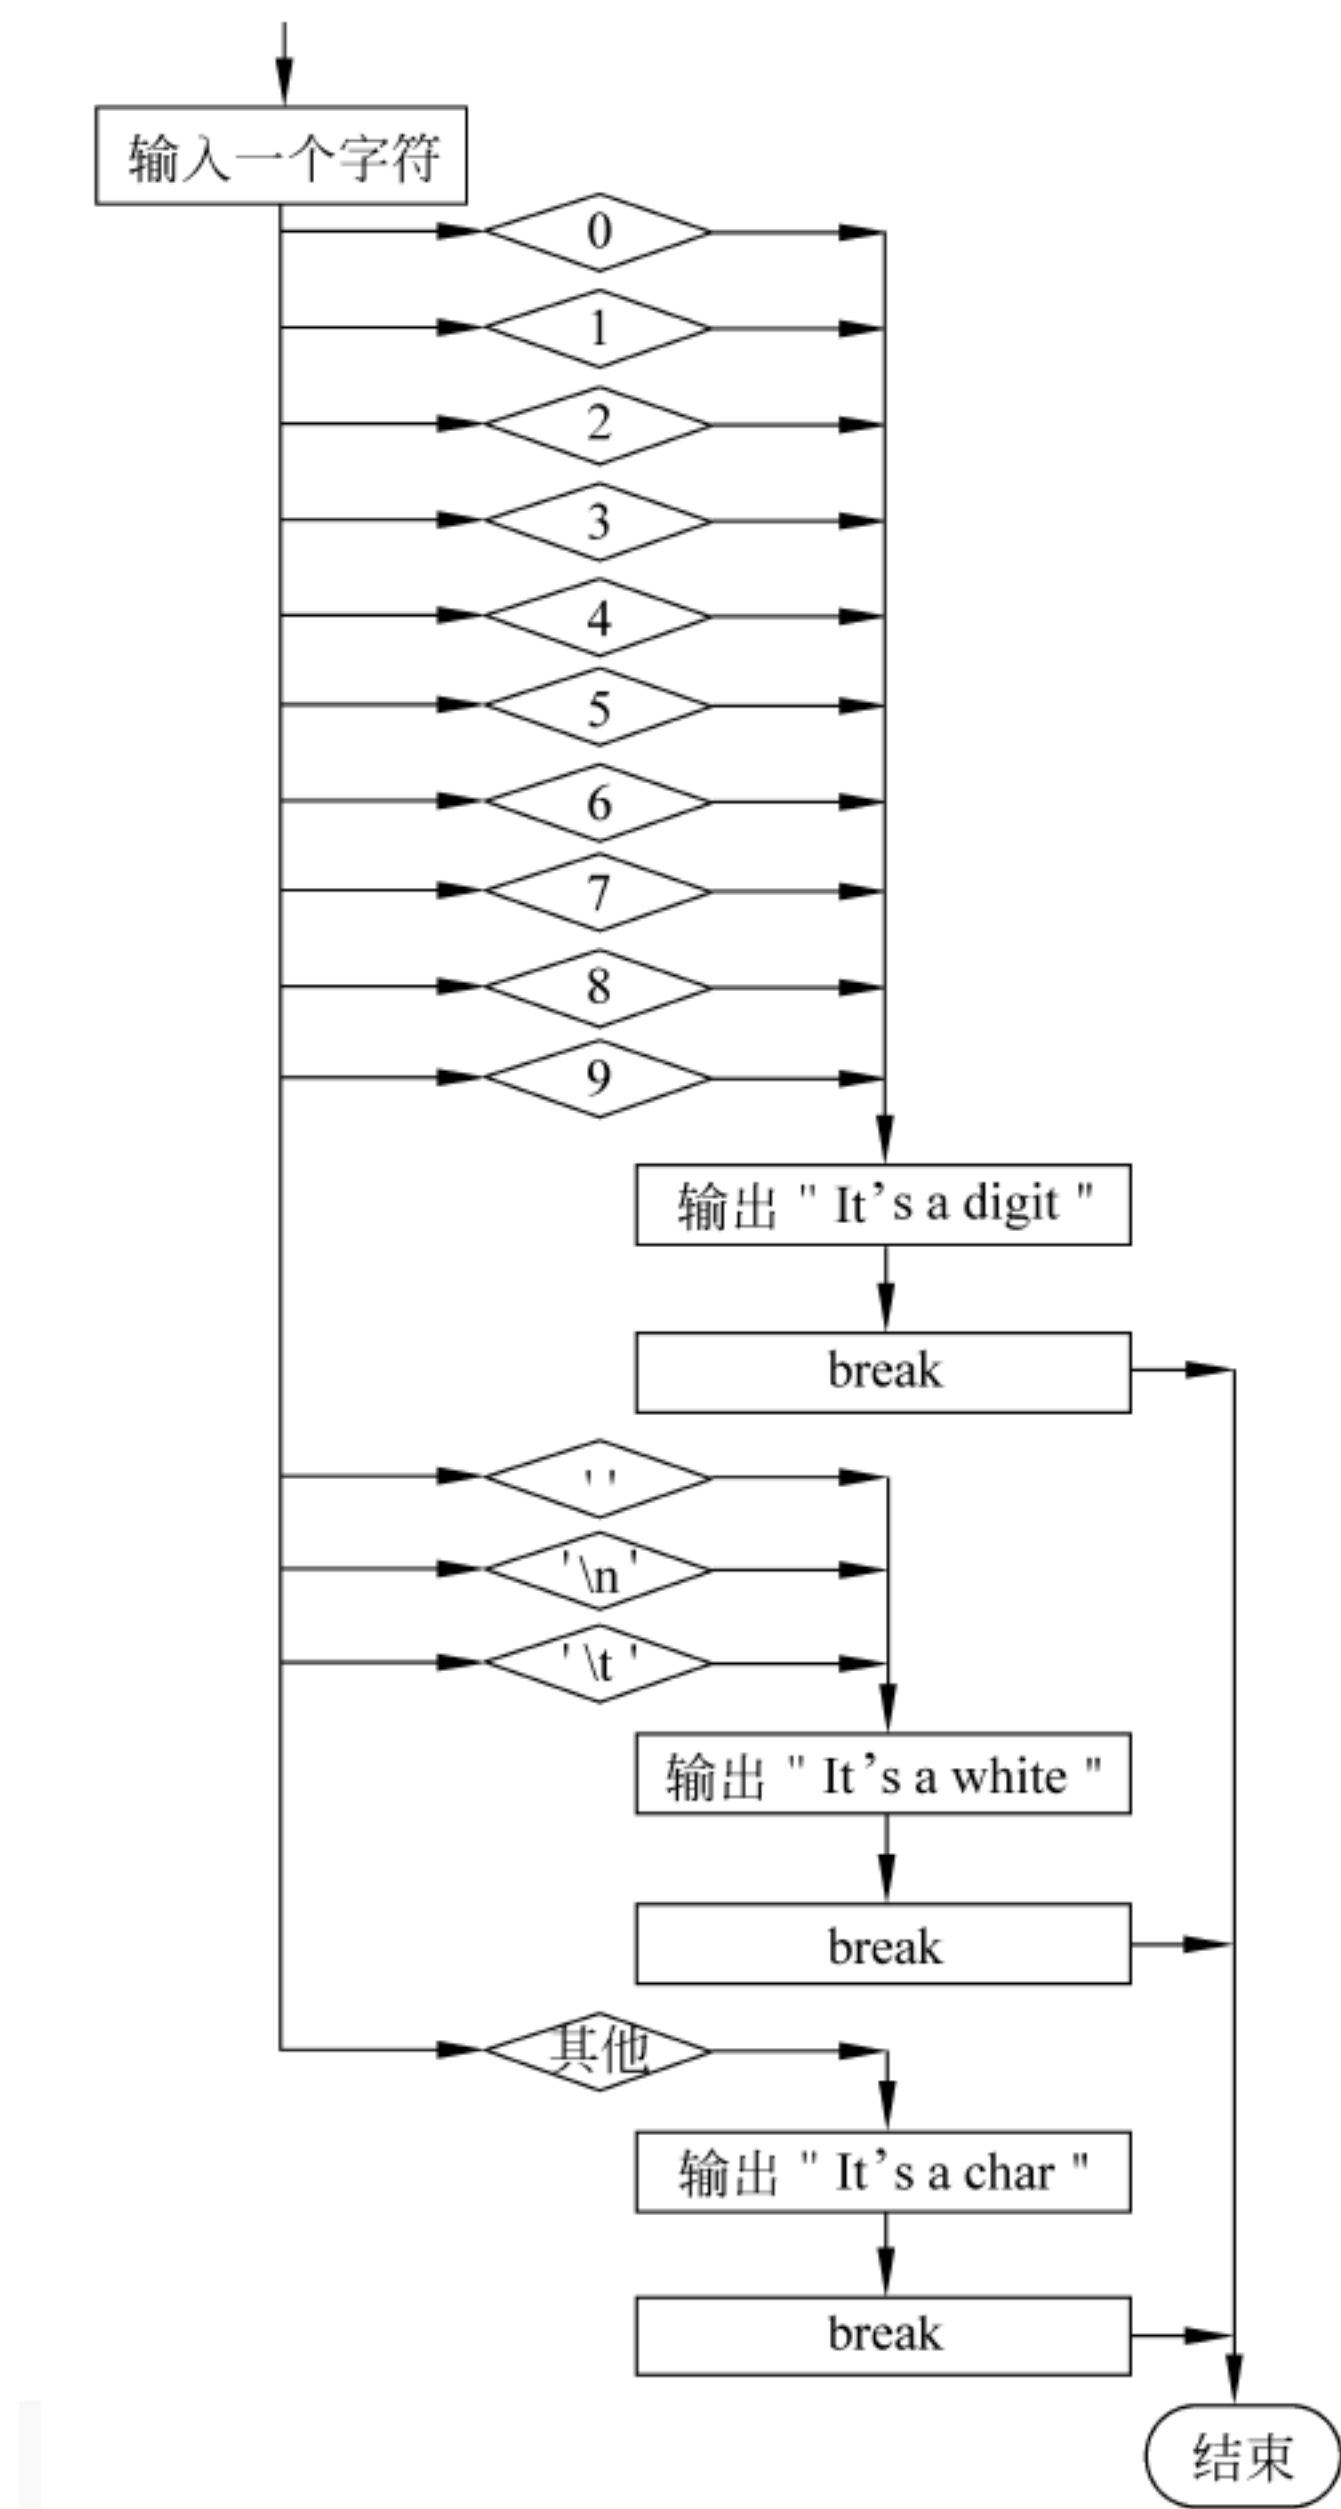 输入一个字符
0
1
2
3
4
5
6
7
8
9
输出 " It’s a digit "
break
' '
'\n'
'\t'
输出 " It’s a white "
break
其他
输出 " It’s a char "
break
结束